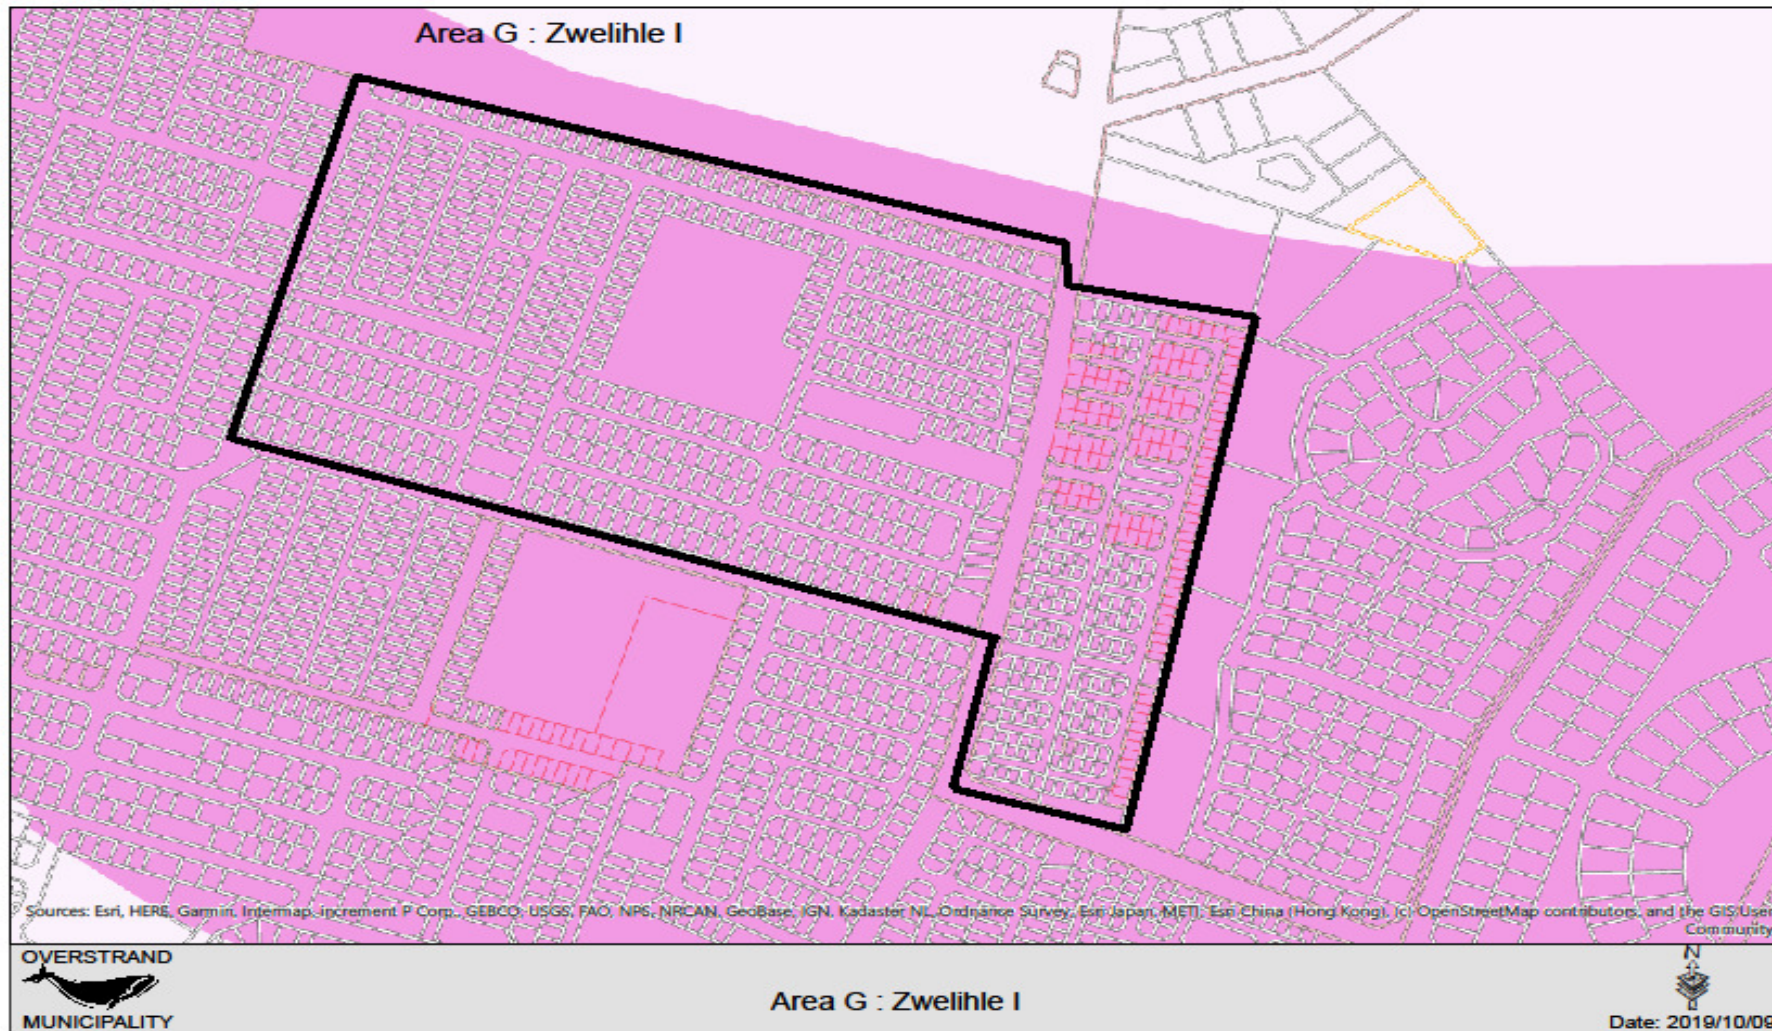 Area G : Zwelihle I
Sources: Esri, HERE, Garmin, Intermap, increment P Corp., GEBCO, USGS, FAO, NPS, NRCAN, GeoBase, IGN, Kadaster NL, Ordnance Survey, Esri Japan, METI, Esri China (Hong Kong), (c) OpenStreetMap contributors, and the GIS User
Community
OVERSTRAND
MUNICIPALITY
Area G : Zwelihle I
N
Date: 2019/10/09